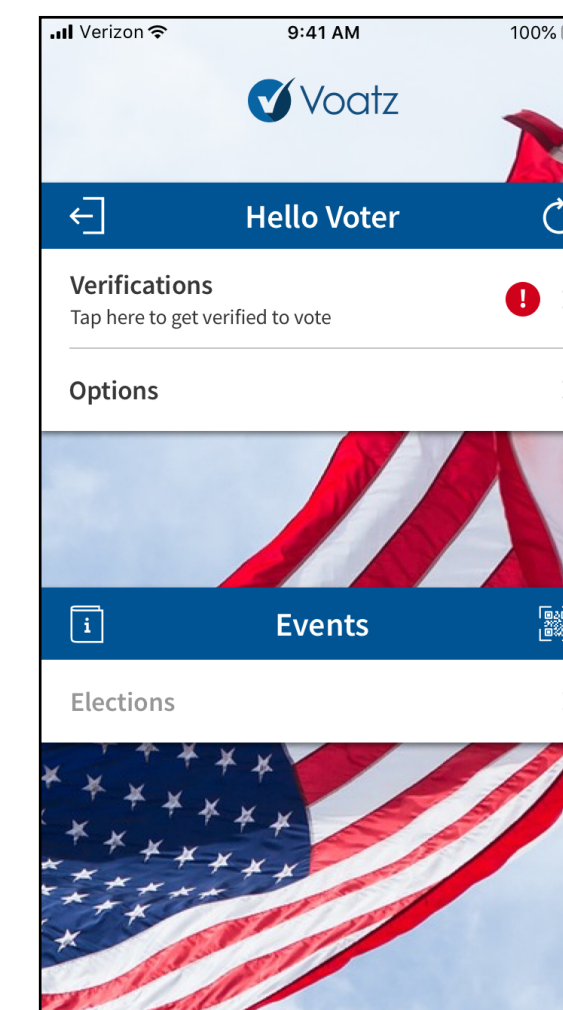 Verizon
9:41 AM
100%
Voatz
Hello Voter
Verifications
Tap here to get verified to vote
!
Options
i
Events
Elections